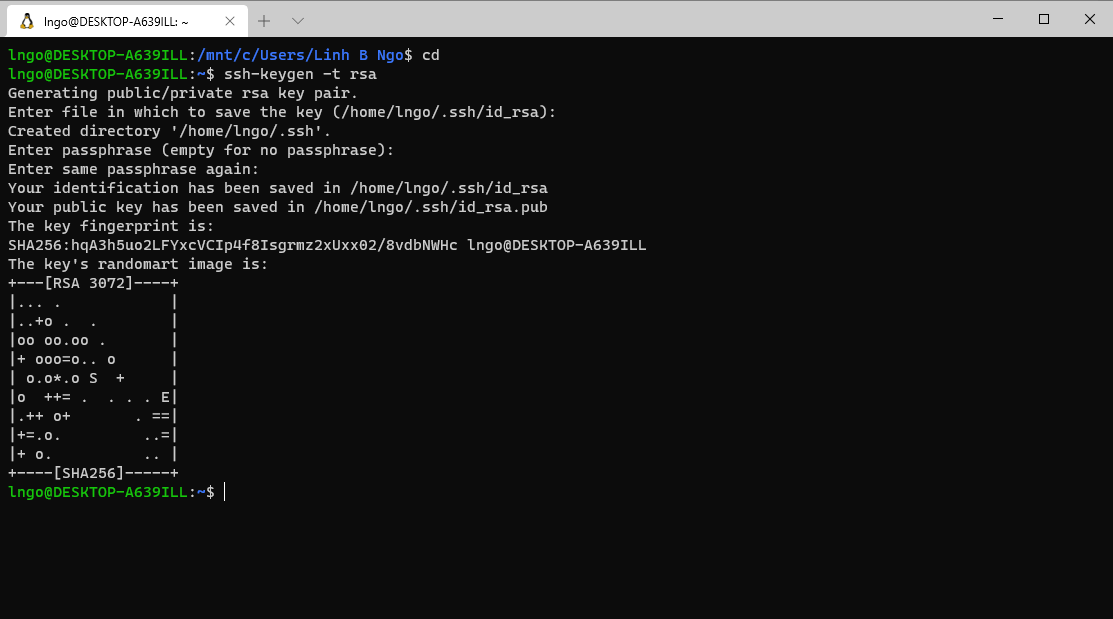 lngo@DESKTOP-A639ILL: ~
lngo@DESKTOP-A639ILL:/mnt/c/Users/Linh B Ngo$ cd
lngo@DESKTOP-A639ILL:~$ ssh-keygen -t rsa
Generating public/private rsa key pair.
Enter file in which to save the key (/home/lngo/.ssh/id_rsa):
Created directory '/home/lngo/.ssh'.
Enter passphrase (empty for no passphrase):
Enter same passphrase again:
Your identification has been saved in /home/lngo/.ssh/id_rsa
Your public key has been saved in /home/lngo/.ssh/id_rsa.pub
The key fingerprint is:
SHA256:hqA3h5uo2LFYxcVCIp4f8Isgrmz2xUxx02/8vdbNWHc lngo@DESKTOP-A639ILL
The key's randomart image is:
+---[RSA 3072]----+
|... .            |
|..+o .  .        |
|oo oo.oo .       |
|+ ooo=o.. o      |
| o.o*.o S  +     |
|o  ++= .  . . . E|
|.++ o+       . ==|
|+=.o.         ..=|
|+ o.          .. |
+----[SHA256]-----+
lngo@DESKTOP-A639ILL:~$